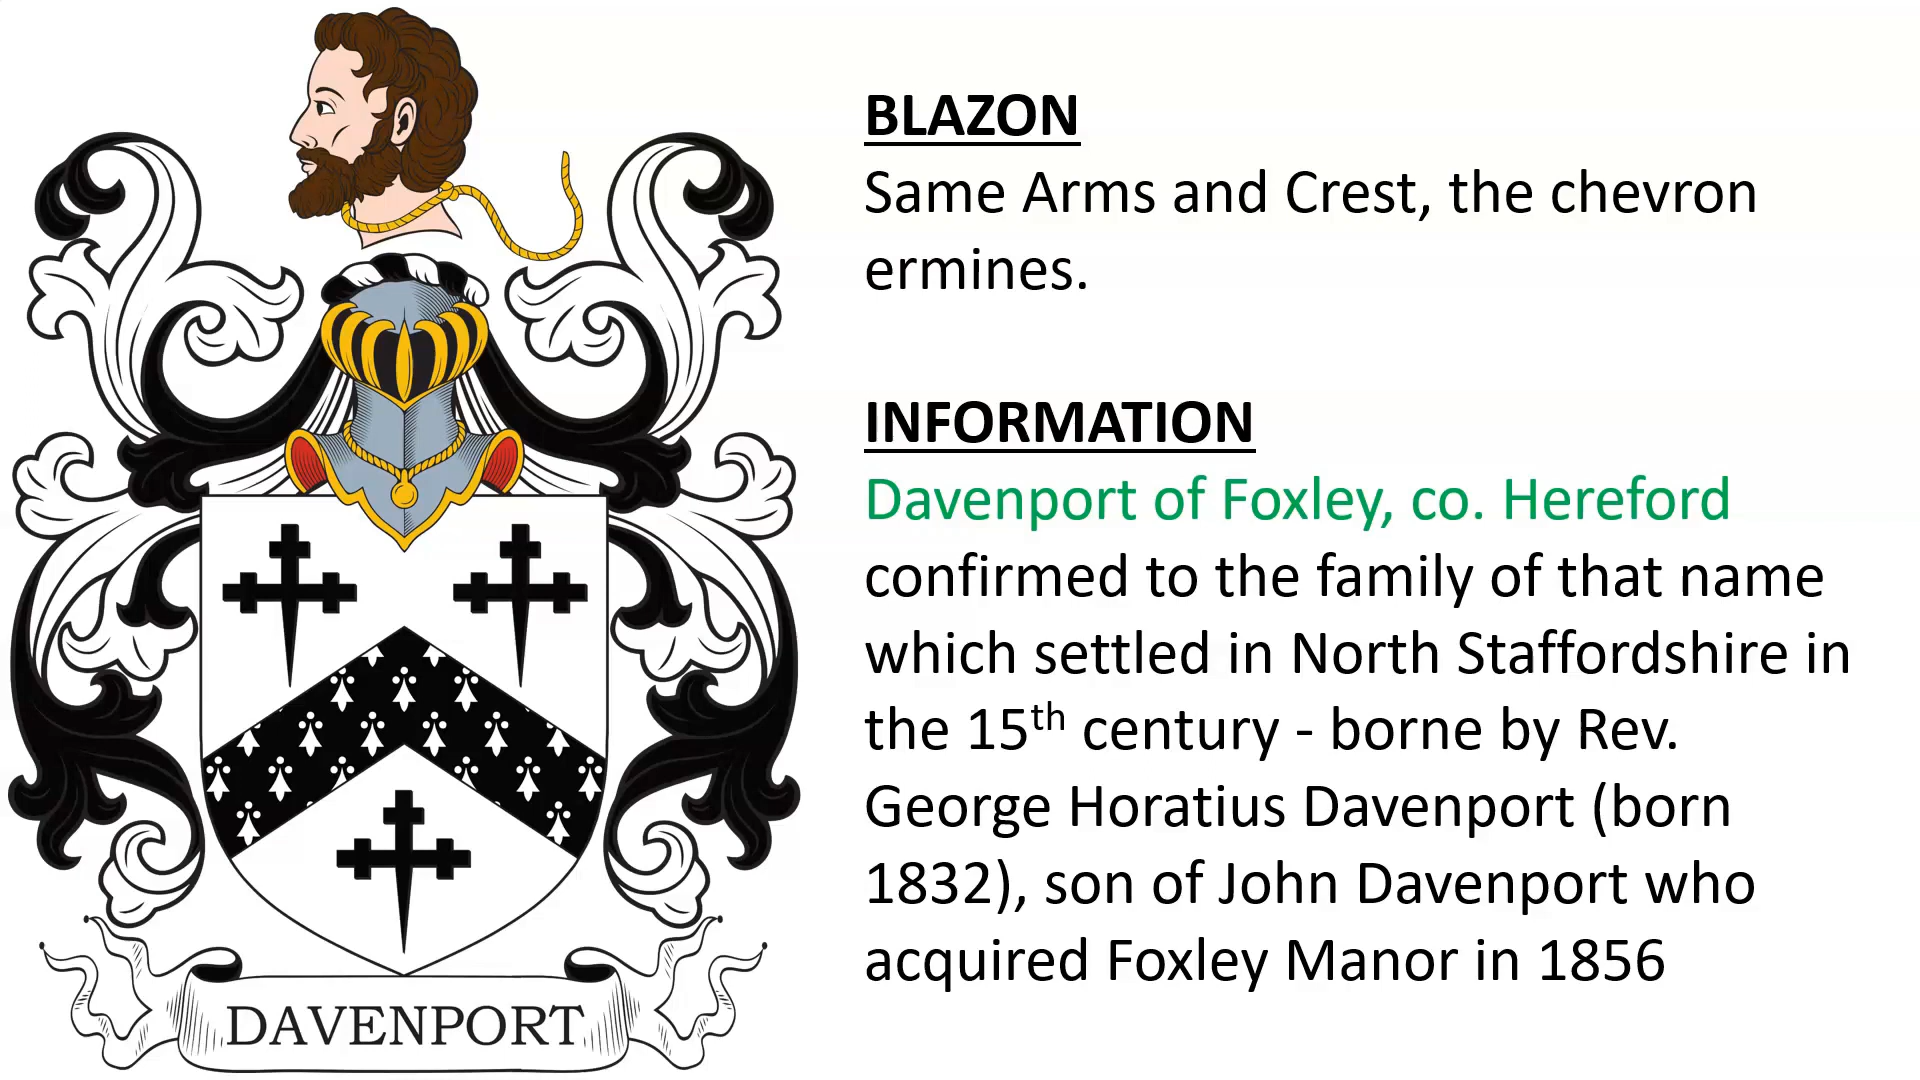 BLAZON
Same Arms and Crest, the chevron
ermines.
INFORMATION
Davenport of Foxley, co. Hereford
confirmed to the family of that name
which settled in North Staffordshire in
the 15th century - borne by Rev.
George Horatius Davenport (born
1832), son of John Davenport who
acquired Foxley Manor in 1856
DAVENPORT